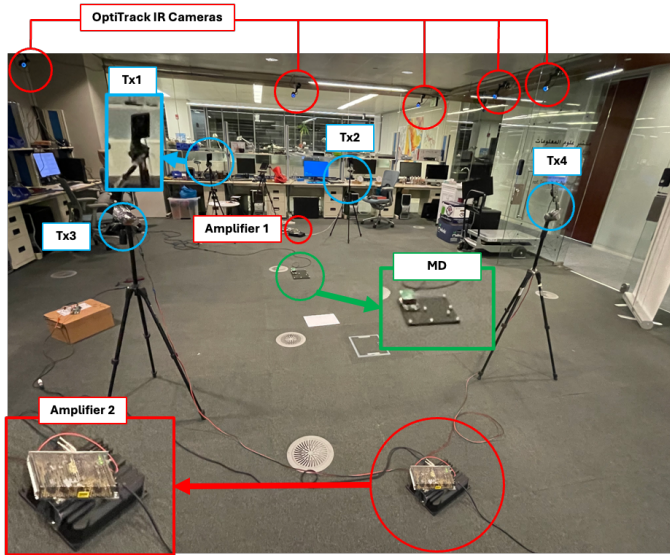 OptiTrack IR Cameras
Tx1
Tx2
Tx4
Tx3
Amplifier 1
MD
Amplifier 2